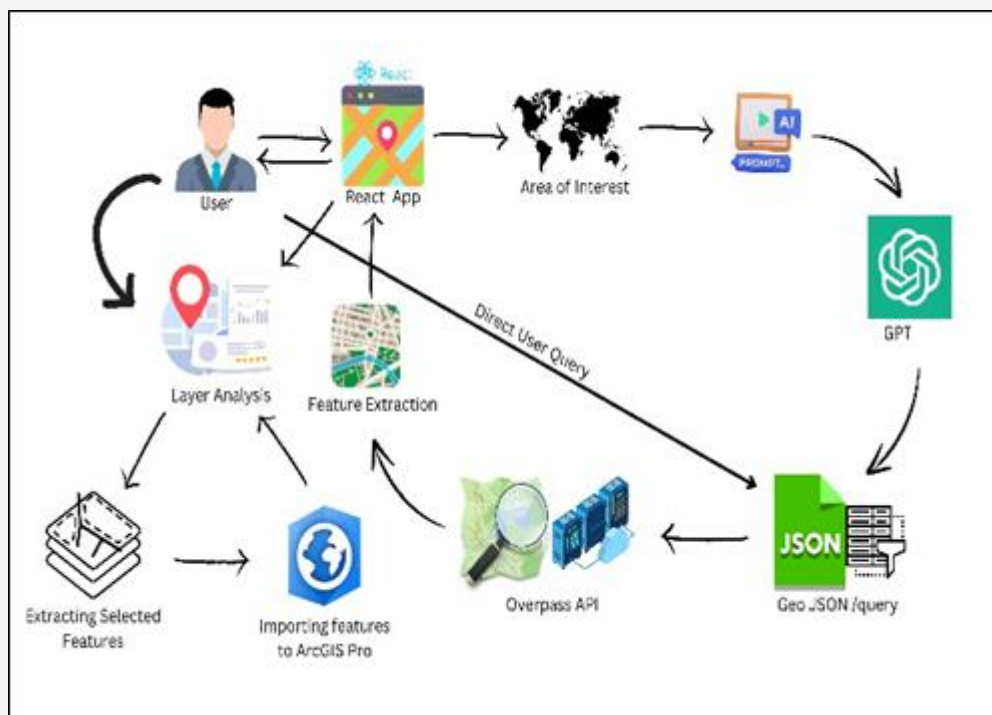 React
User
React App
Area of Interest
AI
PROMPT_
GPT
Direct User Query
Layer Analysis
Feature Extraction
JSON
Extracting Selected
Features
Importing features
to ArcGIS Pro
Overpass API
Geo JSON /query